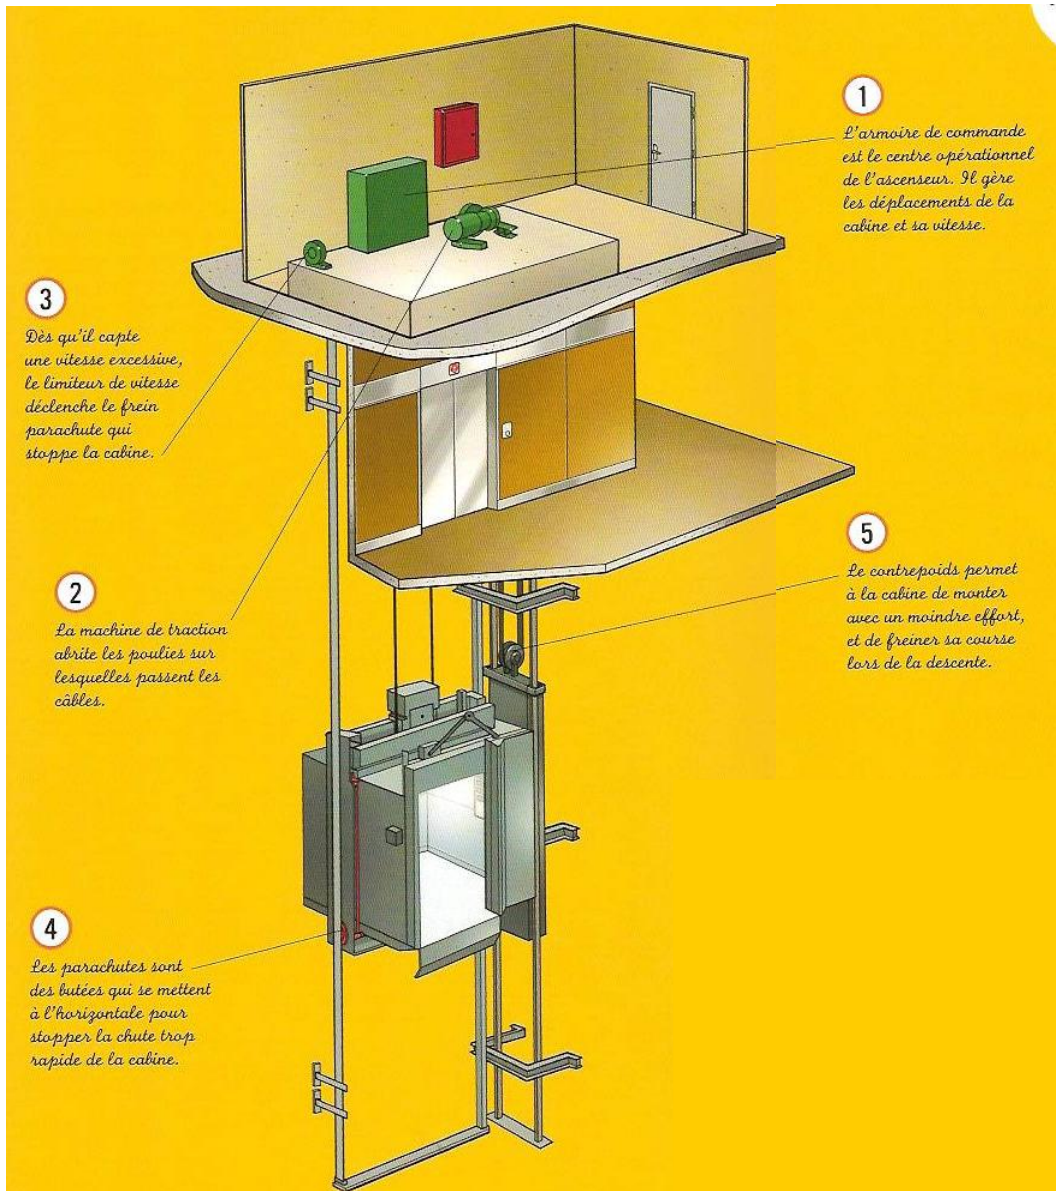 1
L'armoire de commande
est le centre opérationnel
de l'ascenseur. Il gère
les déplacements de la
cabine et sa vitesse.
3
Dès qu'il capte
une vitesse excessive,
le limiteur de vitesse
déclenche le frein
parachute qui
stoppe la cabine.
2
La machine de traction
abrite les poulies sur
lesquelles passent les
câbles.
5
Le contrepoids permet
à la cabine de monter
avec un moindre effort,
et de freiner sa course
lors de la descente.
4
Les parachutes sont
des butées qui se mettent
à l'horizontale pour
stopper la chute trop
rapide de la cabine.